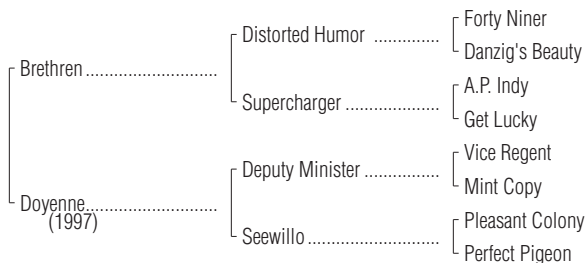 Forty Niner
Distorted Humor ..............
Danzig's Beauty
Brethren ............................
A.P. Indy
Supercharger ....................
Get Lucky
Vice Regent
Deputy Minister ................
Mint Copy
Doyenne............................
(1997)
Pleasant Colony
Seewillo ............................
Perfect Pigeon